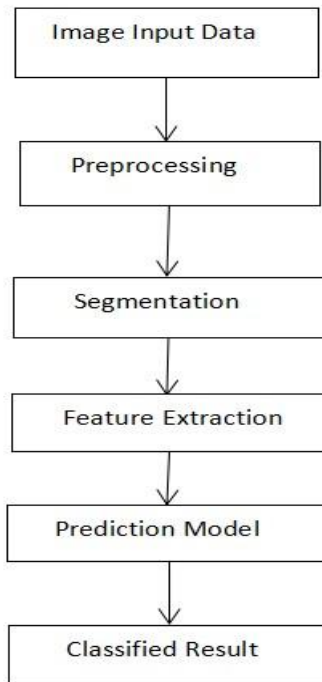 Image Input Data
Preprocessing
Segmentation
Feature Extraction
Prediction Model
Classified Result